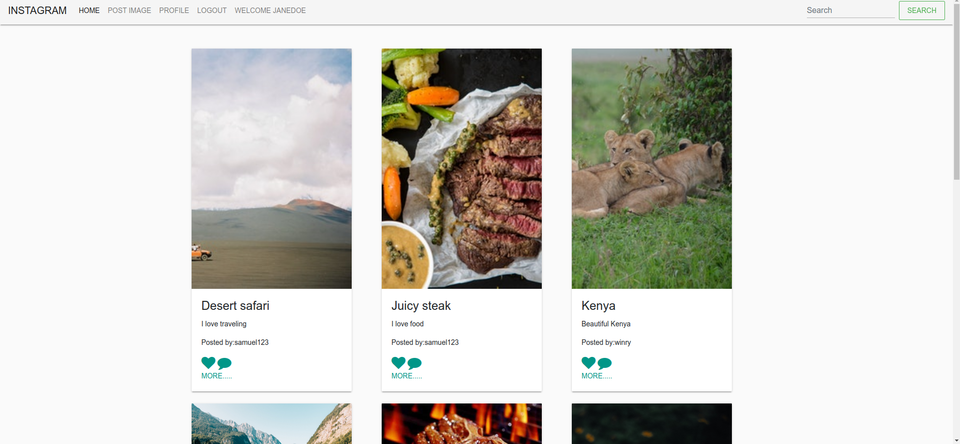 INSTAGRAM HOME POST IMAGE PROFILE LOGOUT WELCOME JANEDOE Search SEARCH
Desert safari
I love traveling
Posted by:samuel123
MORE.....
Juicy steak
I love food
Posted by:samuel123
MORE.....
Kenya
Beautiful Kenya
Posted by:winry
MORE.....